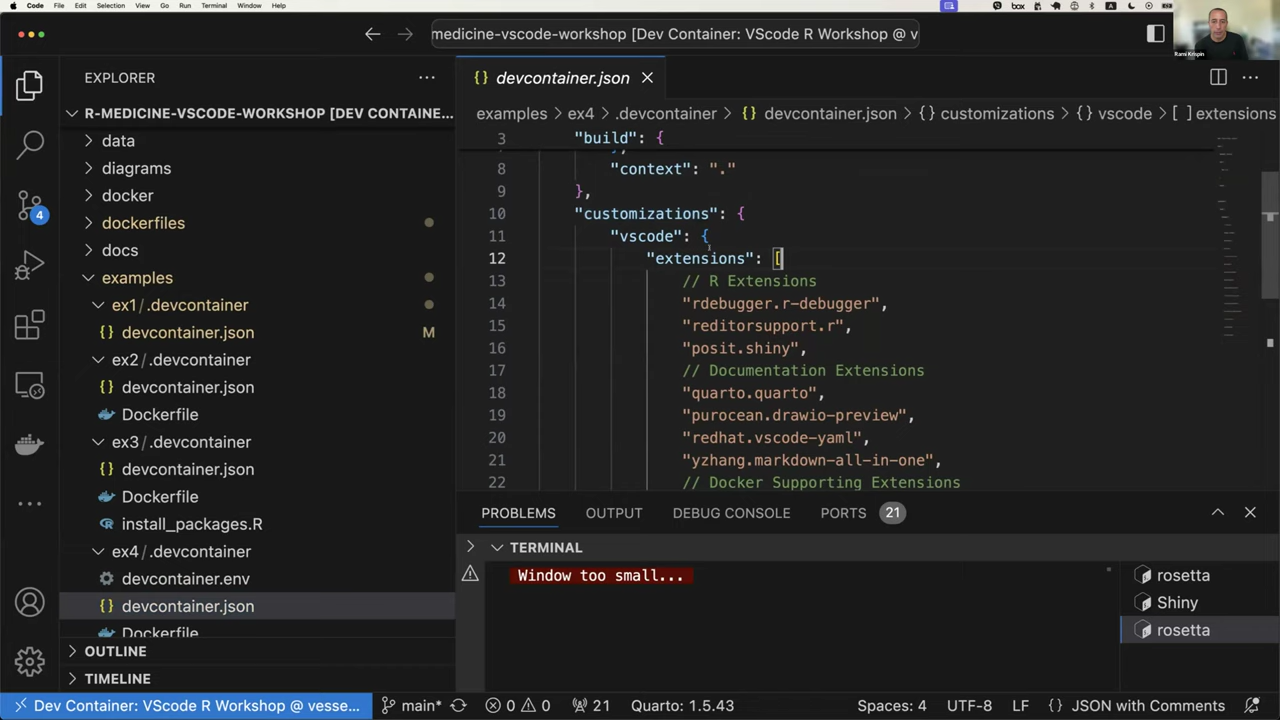 Code File Edit Selection View Go Run Terminal Window Help
box
A
medicine-vscode-workshop [Dev Container: VScode R Workshop @ v
Rami Krispin
EXPLORER
R-MEDICINE-VSCODE-WORKSHOP [DEV CONTAINE...
data
diagrams
docker
dockerfiles
docs
examples
ex1/.devcontainer
{} devcontainer.json M
ex2/.devcontainer
{} devcontainer.json
Dockerfile
ex3/.devcontainer
{} devcontainer.json
Dockerfile
install_packages.R
ex4/.devcontainer
devcontainer.env
{} devcontainer.json
Dockerfile
OUTLINE
TIMELINE
4
{} devcontainer.json
examples > ex4 > .devcontainer > {} devcontainer.json > {} customizations > {} vscode > [ ] extensions
3 "build": {
8 "context": "."
9 },
10 "customizations": {
11 "vscode": {
12 "extensions": [
13 // R Extensions
14 "rdebugger.r-debugger",
15 "reditorsupport.r",
16 "posit.shiny",
17 // Documentation Extensions
18 "quarto.quarto",
19 "purocean.drawio-preview",
20 "redhat.vscode-yaml",
21 "yzhang.markdown-all-in-one",
22 // Docker Supporting Extensions
PROBLEMS OUTPUT DEBUG CONSOLE PORTS 21
TERMINAL
Window too small...
rosetta
Shiny
rosetta
Dev Container: VScode R Workshop @ vesse... main* 0 0 21 Quarto: 1.5.43 Spaces: 4 UTF-8 LF {} JSON with Comments